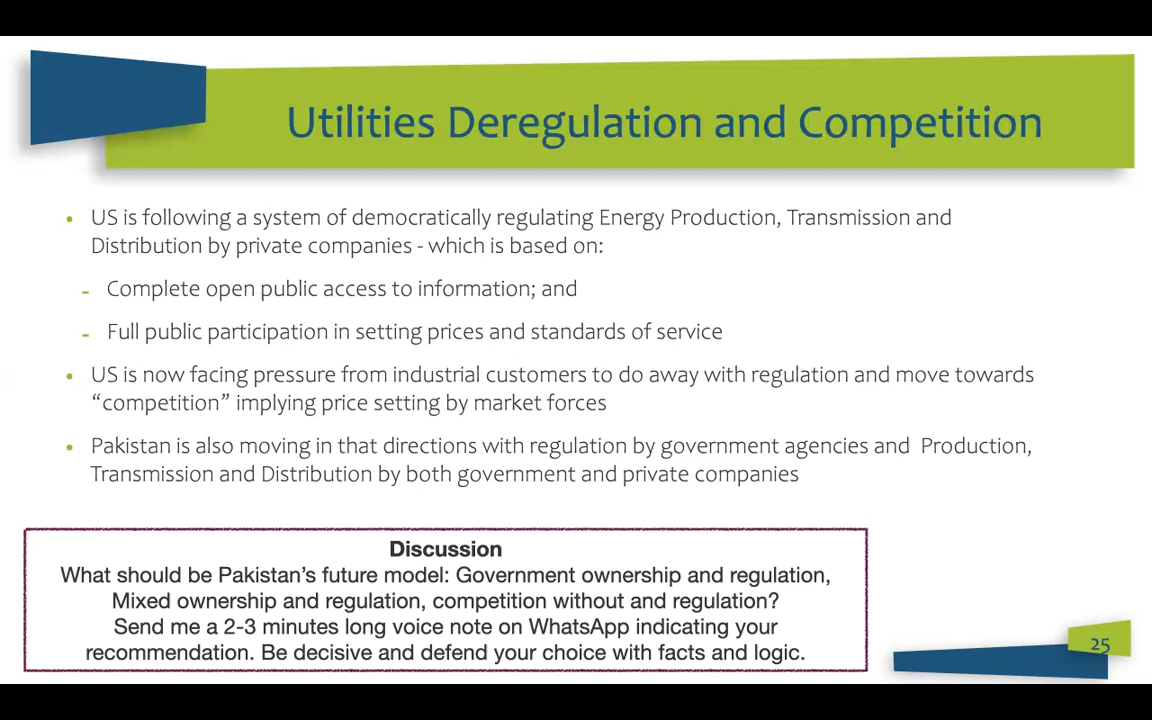 Utilities Deregulation and Competition
• US is following a system of democratically regulating Energy Production, Transmission and
Distribution by private companies - which is based on:
- Complete open public access to information; and
- Full public participation in setting prices and standards of service
• US is now facing pressure from industrial customers to do away with regulation and move towards
“competition” implying price setting by market forces
• Pakistan is also moving in that directions with regulation by government agencies and Production,
Transmission and Distribution by both government and private companies
Discussion
What should be Pakistan’s future model: Government ownership and regulation,
Mixed ownership and regulation, competition without and regulation?
Send me a 2-3 minutes long voice note on WhatsApp indicating your
recommendation. Be decisive and defend your choice with facts and logic.
25